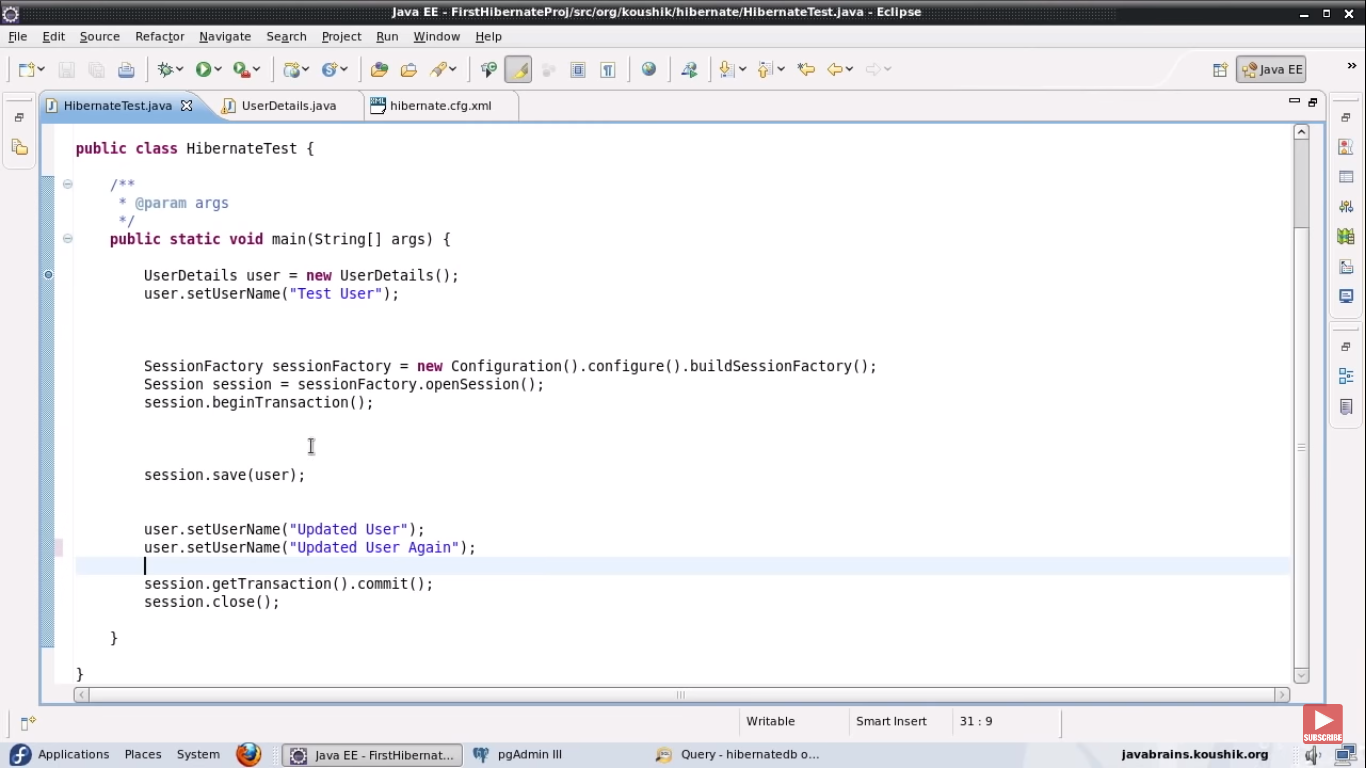 Java EE - FirstHibernateProj/src/org/koushik/hibernate/HibernateTest.java - Eclipse
File Edit Source Refactor Navigate Search Project Run Window Help
Java EE
HibernateTest.java UserDetails.java hibernate.cfg.xml
public class HibernateTest {
/**
* @param args
*/
public static void main(String[] args) {
UserDetails user = new UserDetails();
user.setUserName("Test User");
SessionFactory sessionFactory = new Configuration().configure().buildSessionFactory();
Session session = sessionFactory.openSession();
session.beginTransaction();
session.save(user);
user.setUserName("Updated User");
user.setUserName("Updated User Again");
session.getTransaction().commit();
session.close();
}
}
Writable Smart Insert 31 : 9
SUBSCRIBE
Applications Places System Java EE - FirstHibernat... pgAdmin III Query - hibernatedb o... javabrains.koushik.org